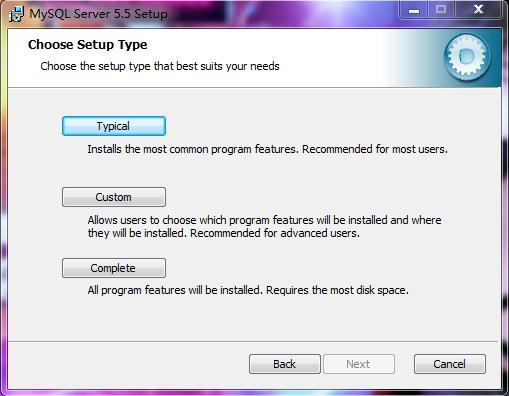 MySQL Server 5.5 Setup
Choose Setup Type
Choose the setup type that best suits your needs
Typical
Installs the most common program features. Recommended for most users.
Custom
Allows users to choose which program features will be installed and where
they will be installed. Recommended for advanced users.
Complete
All program features will be installed. Requires the most disk space.
Back Next Cancel